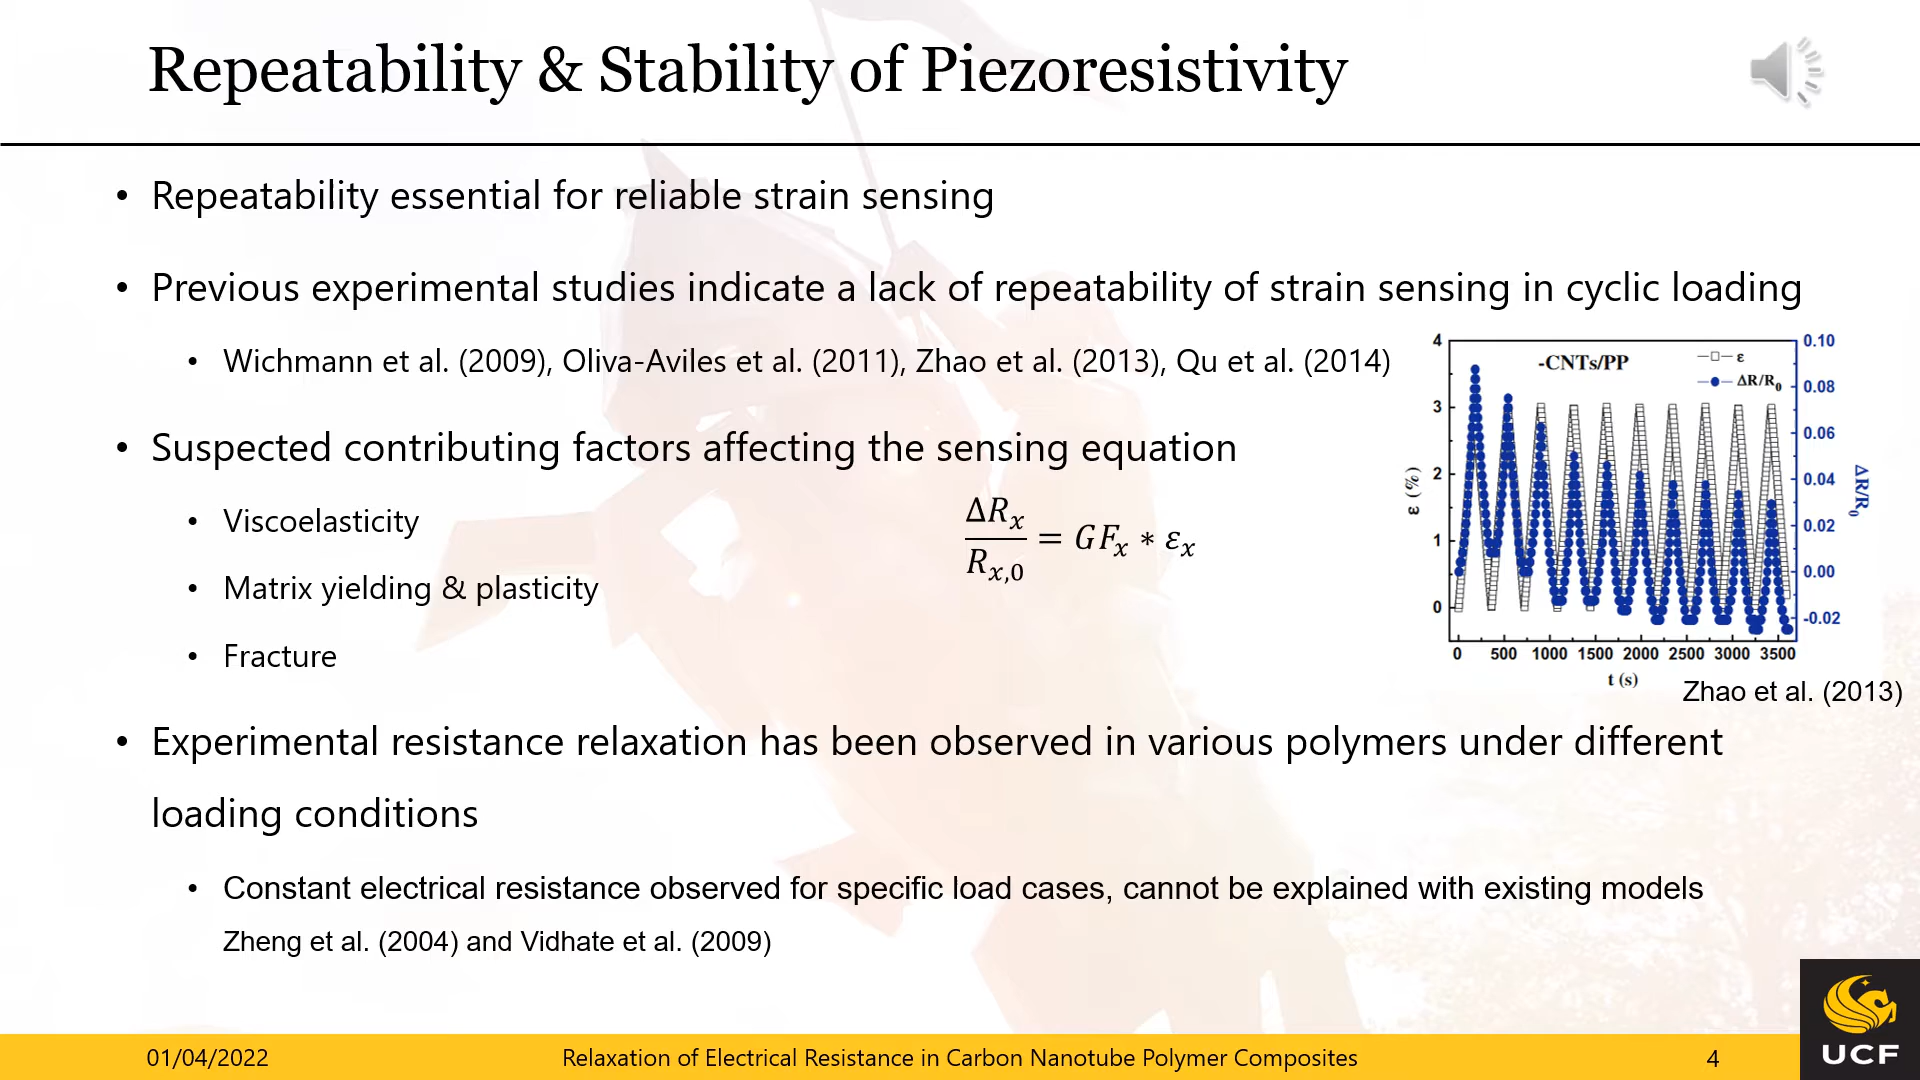 Repeatability & Stability of Piezoresistivity
• Repeatability essential for reliable strain sensing
• Previous experimental studies indicate a lack of repeatability of strain sensing in cyclic loading
• Wichmann et al. (2009), Oliva-Aviles et al. (2011), Zhao et al. (2013), Qu et al. (2014)
• Suspected contributing factors affecting the sensing equation
• Viscoelasticity
• Matrix yielding & plasticity
• Fracture
ΔR_x / R_{x,0} = GF_x * ε_x
-CNTs/PP
ε
ΔR/R₀
4
3
2
1
0
ε (%)
0.10
0.08
0.06
0.04
0.02
0.00
-0.02
ΔR/R₀
0 500 1000 1500 2000 2500 3000 3500
t (s)
Zhao et al. (2013)
• Experimental resistance relaxation has been observed in various polymers under different
loading conditions
• Constant electrical resistance observed for specific load cases, cannot be explained with existing models
Zheng et al. (2004) and Vidhate et al. (2009)
01/04/2022
Relaxation of Electrical Resistance in Carbon Nanotube Polymer Composites
4
UCF